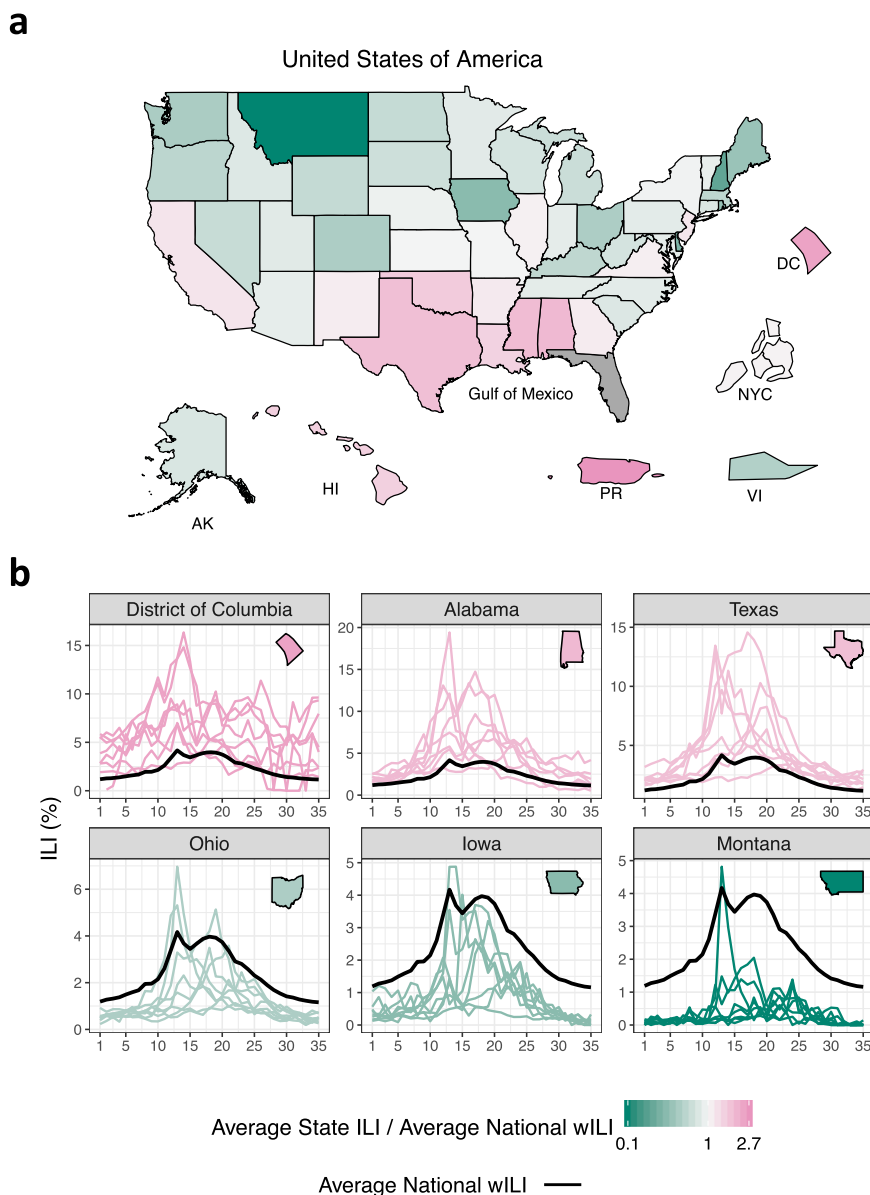 a
United States of America
DC
Gulf of Mexico
NYC
HI
PR
VI
AK
b
District of Columbia
Alabama
Texas
15
10
5
0
20
15
10
5
0
15
10
5
1 5 10 15 20 25 30 35
1 5 10 15 20 25 30 35
1 5 10 15 20 25 30 35
ILI (%)
Ohio
Iowa
Montana
6
4
2
0
5
4
3
2
1
0
5
4
3
2
1
0
1 5 10 15 20 25 30 35
1 5 10 15 20 25 30 35
1 5 10 15 20 25 30 35
Average State ILI / Average National wILI
0.1 1 2.7
Average National wILI